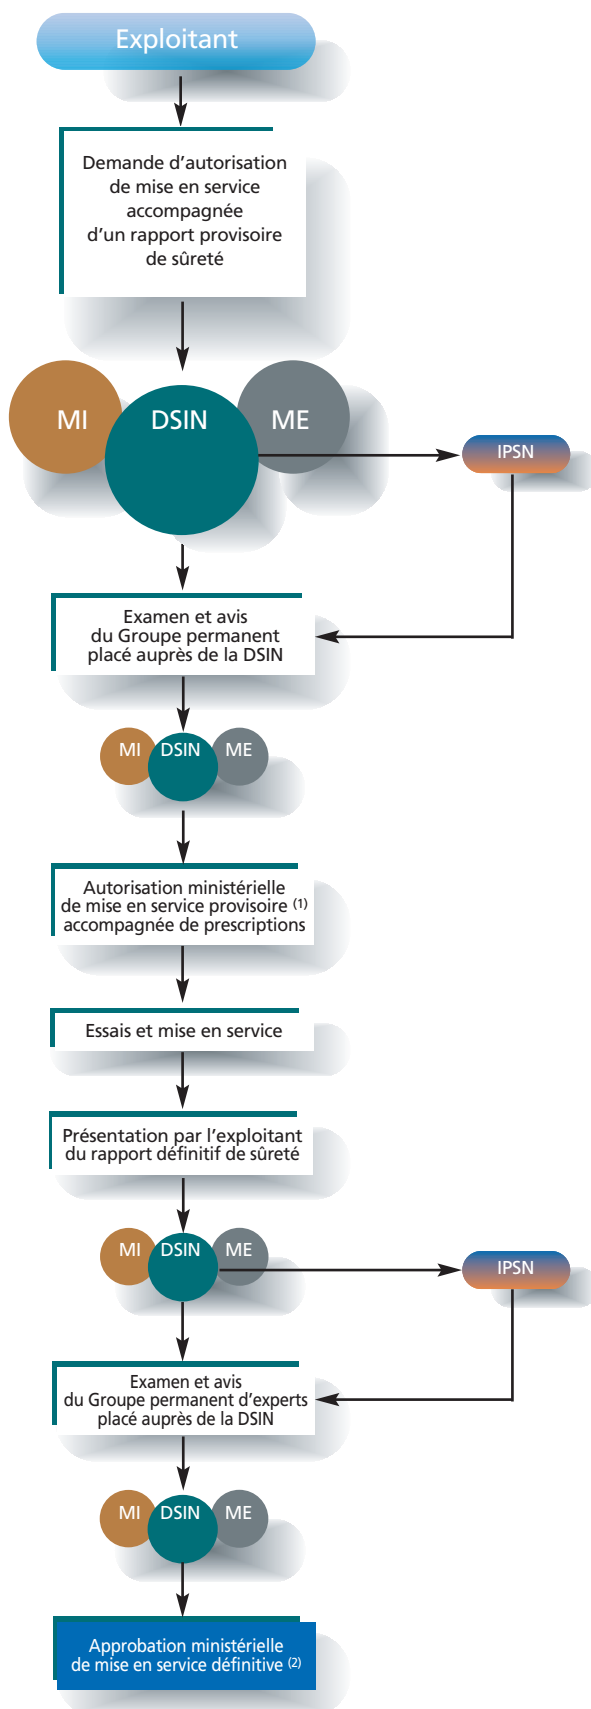 Exploitant
Demande d'autorisation
de mise en service
accompagnée
d'un rapport provisoire
de sûreté
MI DSIN ME
IPSN
Examen et avis
du Groupe permanent
placé auprès de la DSIN
MI DSIN ME
Autorisation ministérielle
de mise en service provisoire (1)
accompagnée de prescriptions
Essais et mise en service
Présentation par l'exploitant
du rapport définitif de sûreté
MI DSIN ME
IPSN
Examen et avis
du Groupe permanent d'experts
placé auprès de la DSIN
MI DSIN ME
Approbation ministérielle
de mise en service définitive (2)